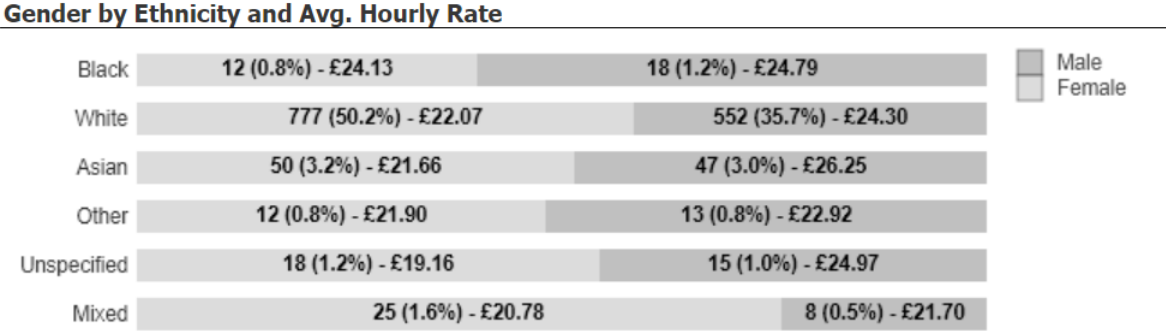 Gender by Ethnicity and Avg. Hourly Rate
Black 12 (0.8%) - £24.13 18 (1.2%) - £24.79 Male
Female
White 777 (50.2%) - £22.07 552 (35.7%) - £24.30
Asian 50 (3.2%) - £21.66 47 (3.0%) - £26.25
Other 12 (0.8%) - £21.90 13 (0.8%) - £22.92
Unspecified 18 (1.2%) - £19.16 15 (1.0%) - £24.97
Mixed 25 (1.6%) - £20.78 8 (0.5%) - £21.70